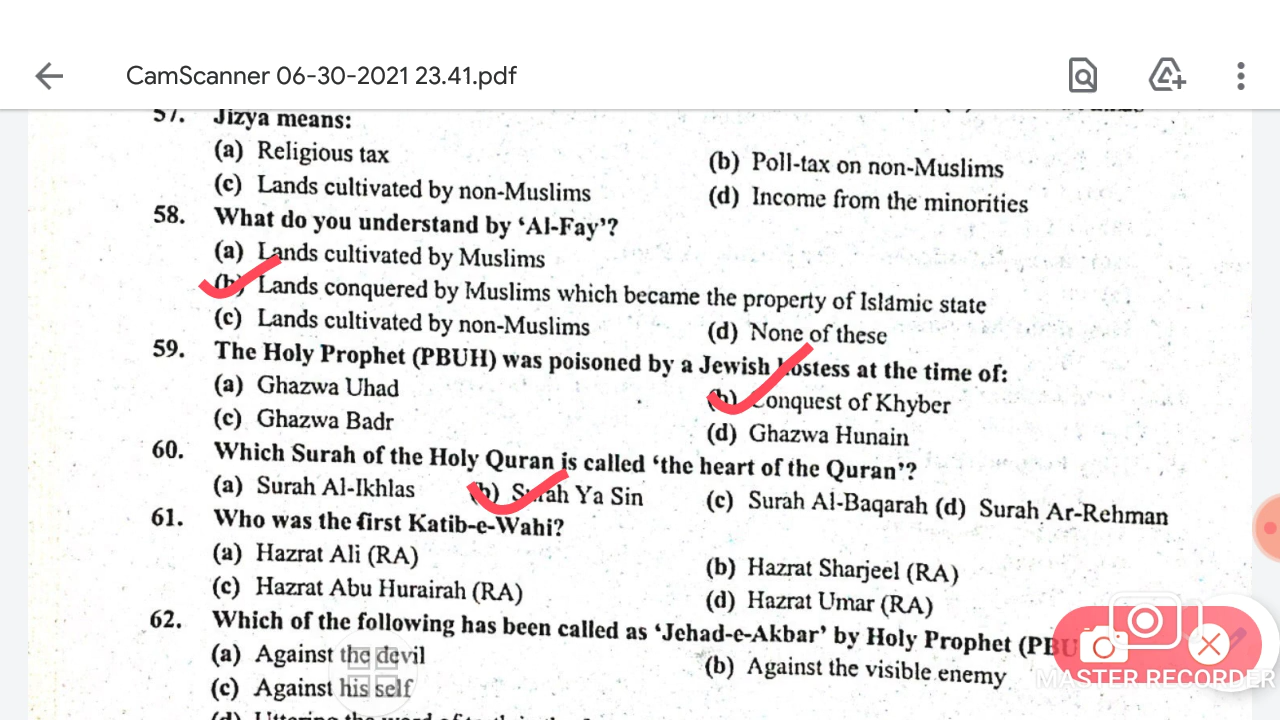 CamScanner 06-30-2021 23.41.pdf
57. Jizya means:
(a) Religious tax (b) Poll-tax on non-Muslims
(c) Lands cultivated by non-Muslims (d) Income from the minorities
58. What do you understand by ‘Al-Fay’?
(a) Lands cultivated by Muslims
(b) Lands conquered by Muslims which became the property of Islamic state
(c) Lands cultivated by non-Muslims (d) None of these
59. The Holy Prophet (PBUH) was poisoned by a Jewish hostess at the time of:
(a) Ghazwa Uhad (b) Conquest of Khyber
(c) Ghazwa Badr (d) Ghazwa Hunain
60. Which Surah of the Holy Quran is called ‘the heart of the Quran’?
(a) Surah Al-Ikhlas (b) Surah Ya Sin (c) Surah Al-Baqarah (d) Surah Ar-Rehman
61. Who was the first Katib-e-Wahi?
(a) Hazrat Ali (RA) (b) Hazrat Sharjeel (RA)
(c) Hazrat Abu Hurairah (RA) (d) Hazrat Umar (RA)
62. Which of the following has been called as ‘Jehad-e-Akbar’ by Holy Prophet (PBU
(a) Against the devil (b) Against the visible enemy
(c) Against his self
MASTER RECORDER